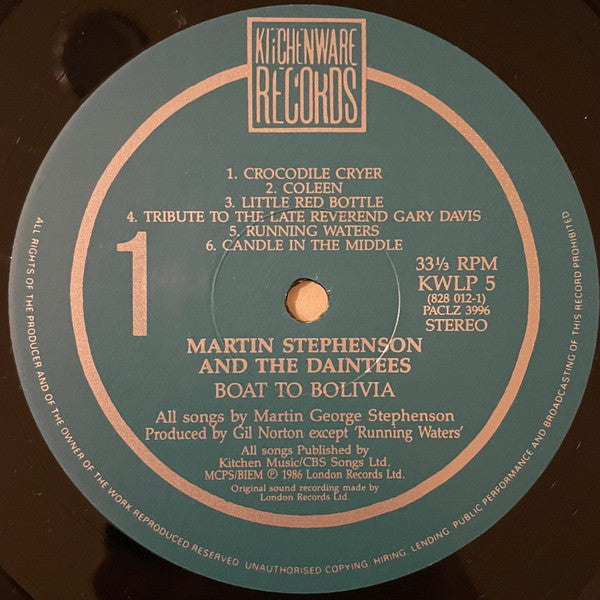 KITCHENWARE
RECORDS
1. CROCODILE CRYER
2. COLEEN
3. LITTLE RED BOTTLE
4. TRIBUTE TO THE LATE REVEREND GARY DAVIS
5. RUNNING WATERS
6. CANDLE IN THE MIDDLE
1
33⅓ RPM
KWLP 5
(828 012-1)
PACLZ 3996
STEREO
MARTIN STEPHENSON
AND THE DAINTEES
BOAT TO BOLIVIA
All songs by Martin George Stephenson
Produced by Gil Norton except 'Running Waters'
All songs Published by
Kitchen Music/CBS Songs Ltd.
MCPS/BIEM ℗ 1986 London Records Ltd.
Original sound recording made by
London Records Ltd.
ALL RIGHTS OF THE PRODUCER AND OF THE OWNER OF THE WORK REPRODUCED RESERVED. UNAUTHORISED COPYING, HIRING, LENDING, PUBLIC PERFORMANCE AND BROADCASTING OF THIS RECORD PROHIBITED